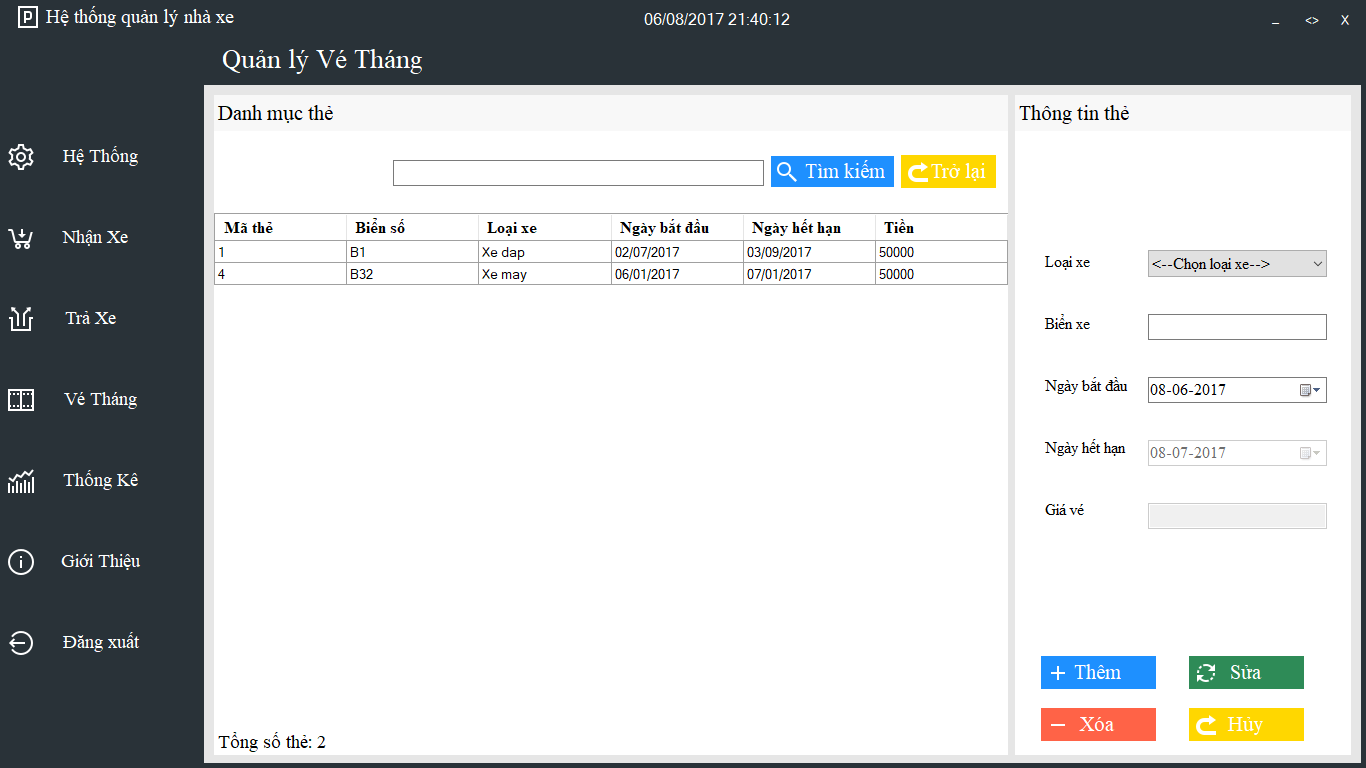 Hệ thống quản lý nhà xe
06/08/2017 21:40:12
_ <> X
Quản lý Vé Tháng
Hệ Thống
Nhận Xe
Trả Xe
Vé Tháng
Thống Kê
Giới Thiệu
Đăng xuất
Danh mục thẻ
Tìm kiếm
Trở lại
Mã thẻ Biển số Loại xe Ngày bắt đầu Ngày hết hạn Tiền
1 B1 Xe dap 02/07/2017 03/09/2017 50000
4 B32 Xe may 06/01/2017 07/01/2017 50000
Tổng số thẻ: 2
Thông tin thẻ
Loại xe <--Chọn loại xe-->
Biển xe
Ngày bắt đầu 08-06-2017
Ngày hết hạn 08-07-2017
Giá vé
Thêm Sửa
Xóa Hủy